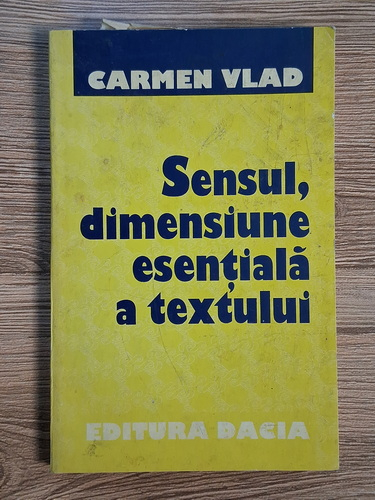 CARMEN VLAD
Sensul,
dimensiune
esențială
a textului
EDITURA DACIA